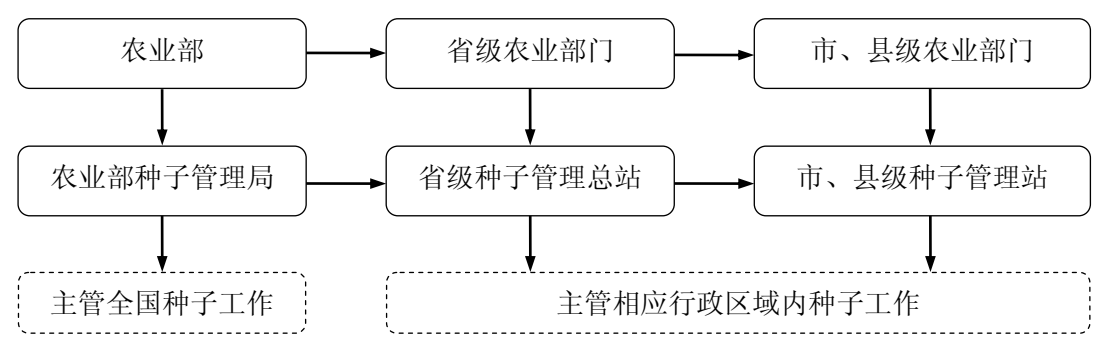 农业部
省级农业部门
市、县级农业部门
农业部种子管理局
省级种子管理总站
市、县级种子管理站
主管全国种子工作
主管相应行政区域内种子工作